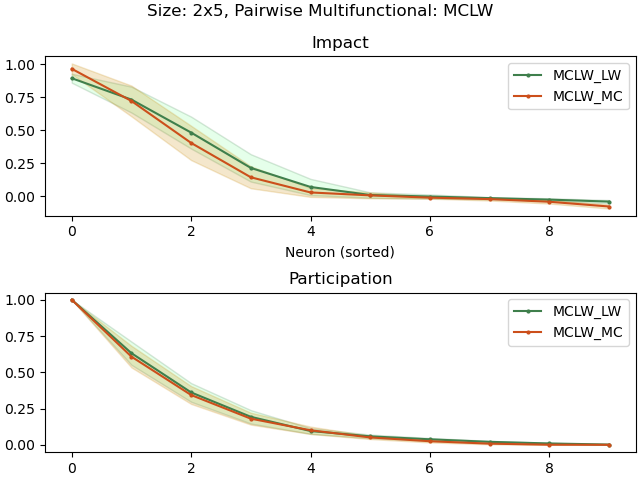 Size: 2x5, Pairwise Multifunctional: MCLW
Impact
1.00
0.75
0.50
0.25
0.00
MCLW_LW
MCLW_MC
0 2 4 6 8
Neuron (sorted)
Participation
1.00
0.75
0.50
0.25
0.00
MCLW_LW
MCLW_MC
0 2 4 6 8